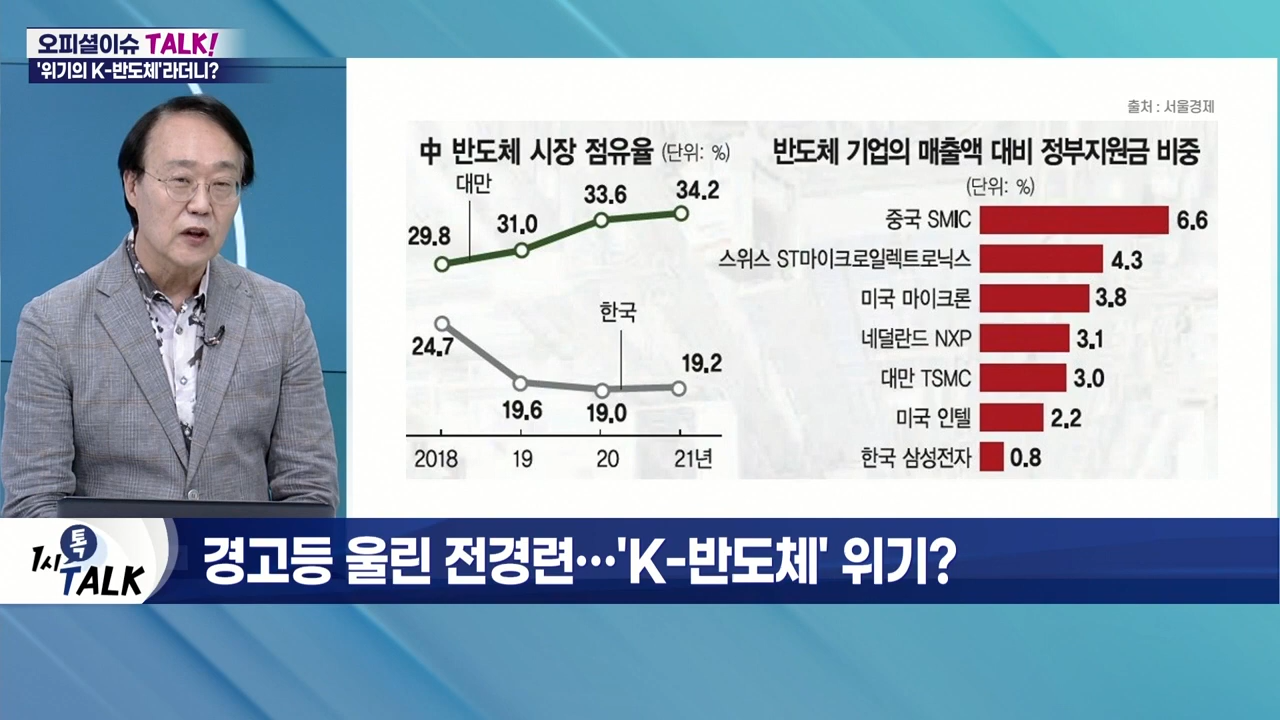 오피셜이슈 TALK!
'위기의 K-반도체'라더니?
출처 : 서울경제
中 반도체 시장 점유율 (단위: %)
대만
29.8
31.0
33.6
34.2
한국
24.7
19.6
19.0
19.2
2018 19 20 21년
반도체 기업의 매출액 대비 정부지원금 비중
(단위: %)
중국 SMIC 6.6
스위스 ST마이크로일렉트로닉스 4.3
미국 마이크론 3.8
네덜란드 NXP 3.1
대만 TSMC 3.0
미국 인텔 2.2
한국 삼성전자 0.8
1시 톡 TALK
경고등 울린 전경련…'K-반도체' 위기?